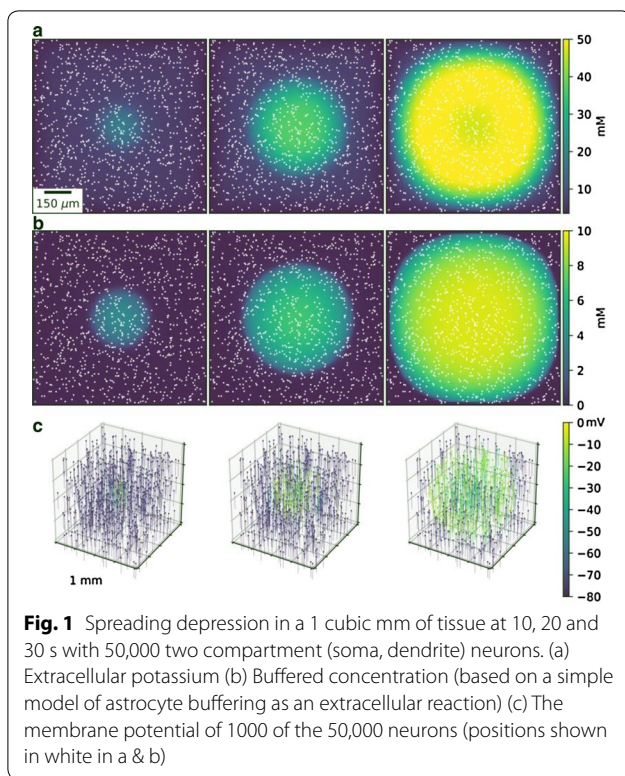 a
50
40
30
20
10
mM
150 μm
b
10
8
6
4
2
0
mM
c
0 mV
−10
−20
−30
−40
−50
−60
−70
−80
1 mm
Fig. 1 Spreading depression in a 1 cubic mm of tissue at 10, 20 and
30 s with 50,000 two compartment (soma, dendrite) neurons. (a)
Extracellular potassium (b) Buffered concentration (based on a simple
model of astrocyte buffering as an extracellular reaction) (c) The
membrane potential of 1000 of the 50,000 neurons (positions shown
in white in a & b)